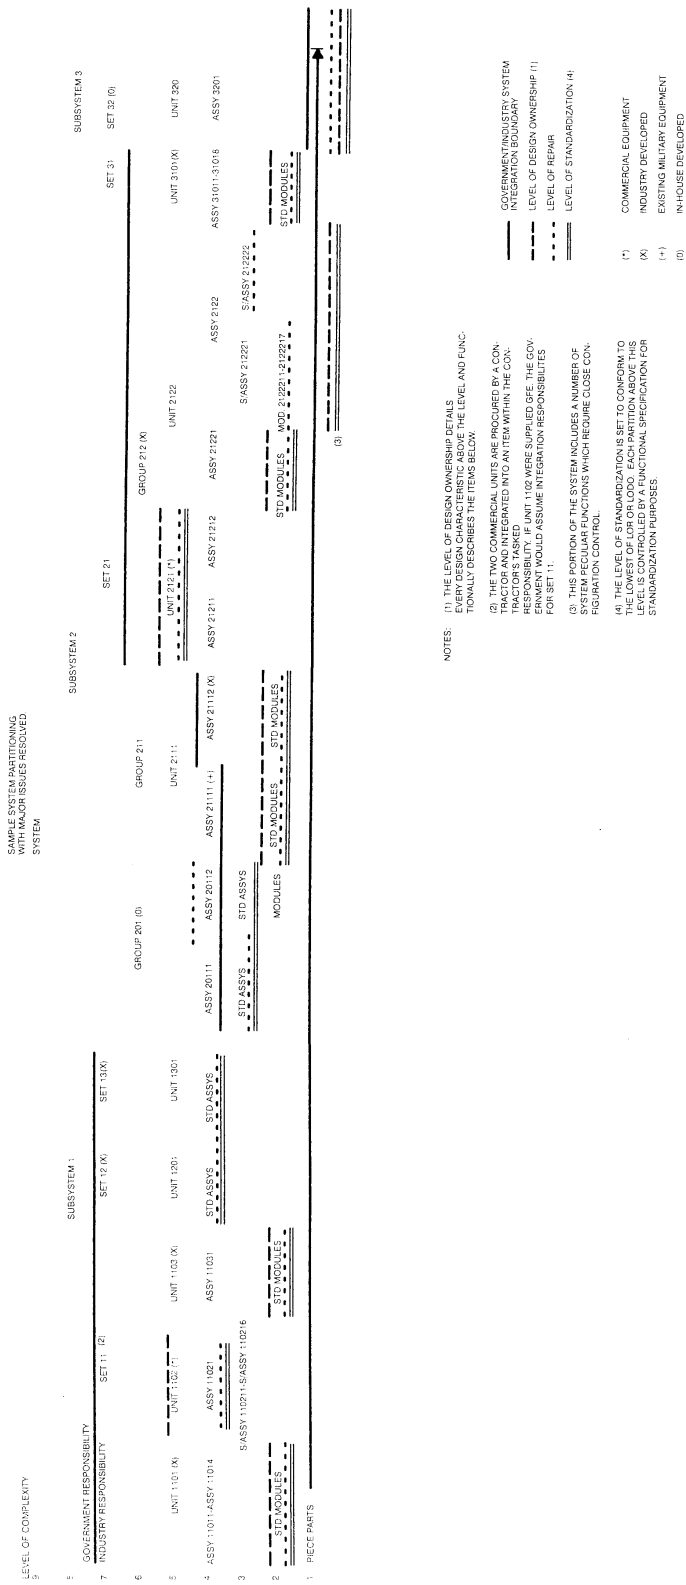 SAMPLE SYSTEM PARTITIONING
WITH MAJOR ISSUES RESOLVED
LEVEL OF COMPLEXITY
9
SYSTEM
SUBSYSTEM 1
SUBSYSTEM 2
SUBSYSTEM 3
GOVERNMENT RESPONSIBILITY
INDUSTRY RESPONSIBILITY
7
SET 11 (2)
SET 12 (X)
SET 13(X)
SET 21
SET 31
SET 32 (0)
6
GROUP 201 (0)
GROUP 211
GROUP 212 (X)
5
UNIT 1101 (X)
UNIT 1102 (*)
UNIT 1103 (X)
UNIT 1201
UNIT 1301
UNIT 2111
UNIT 2121 (*)
UNIT 2122
UNIT 3101(X)
UNIT 320
4
ASSY 11011-ASSY 11014
ASSY 11021
ASSY 11031
STD ASSYS
STD ASSYS
ASSY 20111
ASSY 20112
ASSY 21111 (+)
ASSY 21112 (X)
ASSY 21211
ASSY 21212
ASSY 21221
ASSY 2122
ASSY 31011-31018
ASSY 3201
3
S/ASSY 110211-S/ASSY 110216
STD ASSYS
STD ASSYS
S/ASSY 212221
S/ASSY 212222
2
STD MODULES
STD MODULES
MODULES
STD MODULES
STD MODULES
STD MODULES
MOD. 2122211-2122217
STD MODULES
1
PIECE PARTS
(3)
NOTES:
(1) THE LEVEL OF DESIGN OWNERSHIP DETAILS
EVERY DESIGN CHARACTERISTIC ABOVE THE LEVEL AND FUNC-
TIONALLY DESCRIBES THE ITEMS BELOW.
(2) THE TWO COMMERCIAL UNITS ARE PROCURED BY A CON-
TRACTOR AND INTEGRATED INTO AN ITEM WITHIN THE CON-
TRACTOR'S TASKED
RESPONSIBILITY. IF UNIT 1102 WERE SUPPLIED GFE, THE GOV-
ERNMENT WOULD ASSUME INTEGRATION RESPONSIBILITES
FOR SET 11.
(3) THIS PORTION OF THE SYSTEM INCLUDES A NUMBER OF
SYSTEM PECULIAR FUNCTIONS WHICH REQUIRE CLOSE CON-
FIGURATION CONTROL.
(4) THE LEVEL OF STANDARDIZATION IS SET TO CONFORM TO
THE LOWEST OF LOR OR LODO. EACH PARTITION ABOVE THIS
LEVEL IS CONTROLLED BY A FUNCTIONAL SPECIFICATION FOR
STANDARDIZATION PURPOSES.
GOVERNMENT/INDUSTRY SYSTEM
INTEGRATION BOUNDARY
LEVEL OF DESIGN OWNERSHIP (1)
LEVEL OF REPAIR
LEVEL OF STANDARDIZATION (4)
(*) COMMERCIAL EQUIPMENT
(X) INDUSTRY DEVELOPED
(+) EXISTING MILITARY EQUIPMENT
(0) IN-HOUSE DEVELOPED